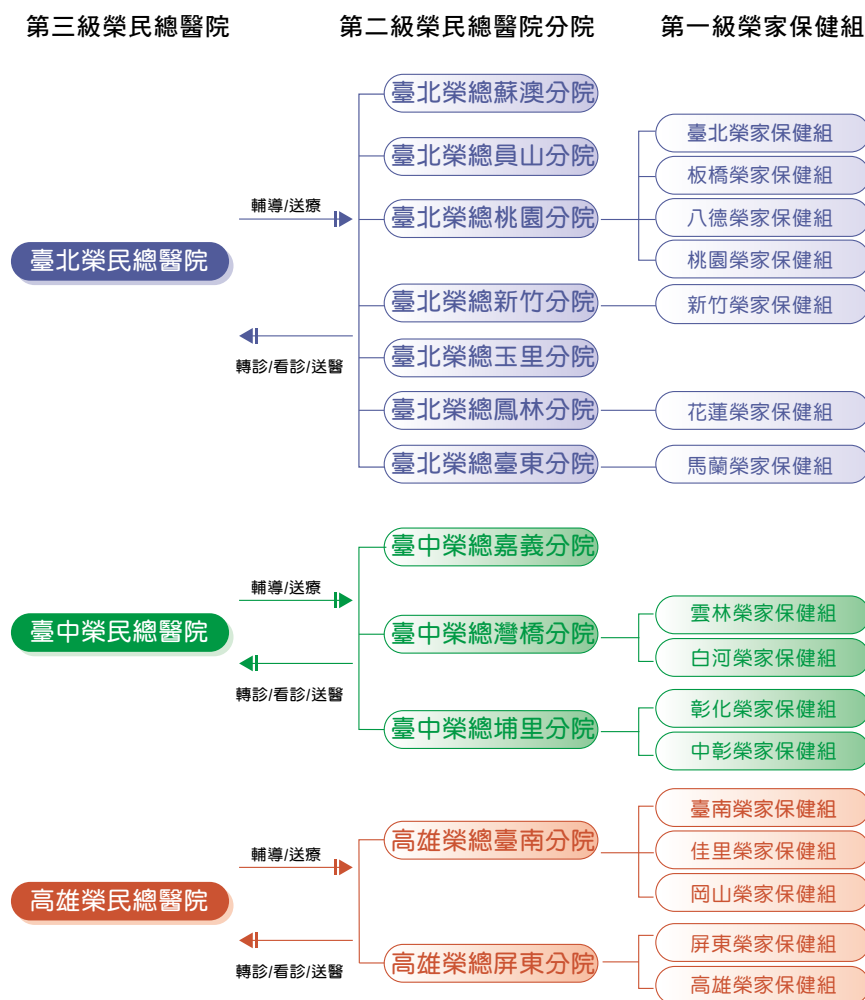 第三級榮民總醫院
第二級榮民總醫院分院
第一級榮家保健組
臺北榮民總醫院
輔導/送療
轉診/看診/送醫
臺北榮總蘇澳分院
臺北榮總員山分院
臺北榮總桃園分院
臺北榮家保健組
板橋榮家保健組
八德榮家保健組
桃園榮家保健組
臺北榮總新竹分院
新竹榮家保健組
臺北榮總玉里分院
臺北榮總鳳林分院
花蓮榮家保健組
臺北榮總臺東分院
馬蘭榮家保健組
臺中榮民總醫院
輔導/送療
轉診/看診/送醫
臺中榮總嘉義分院
臺中榮總灣橋分院
雲林榮家保健組
白河榮家保健組
臺中榮總埔里分院
彰化榮家保健組
中彰榮家保健組
高雄榮民總醫院
輔導/送療
轉診/看診/送醫
高雄榮總臺南分院
臺南榮家保健組
佳里榮家保健組
岡山榮家保健組
高雄榮總屏東分院
屏東榮家保健組
高雄榮家保健組